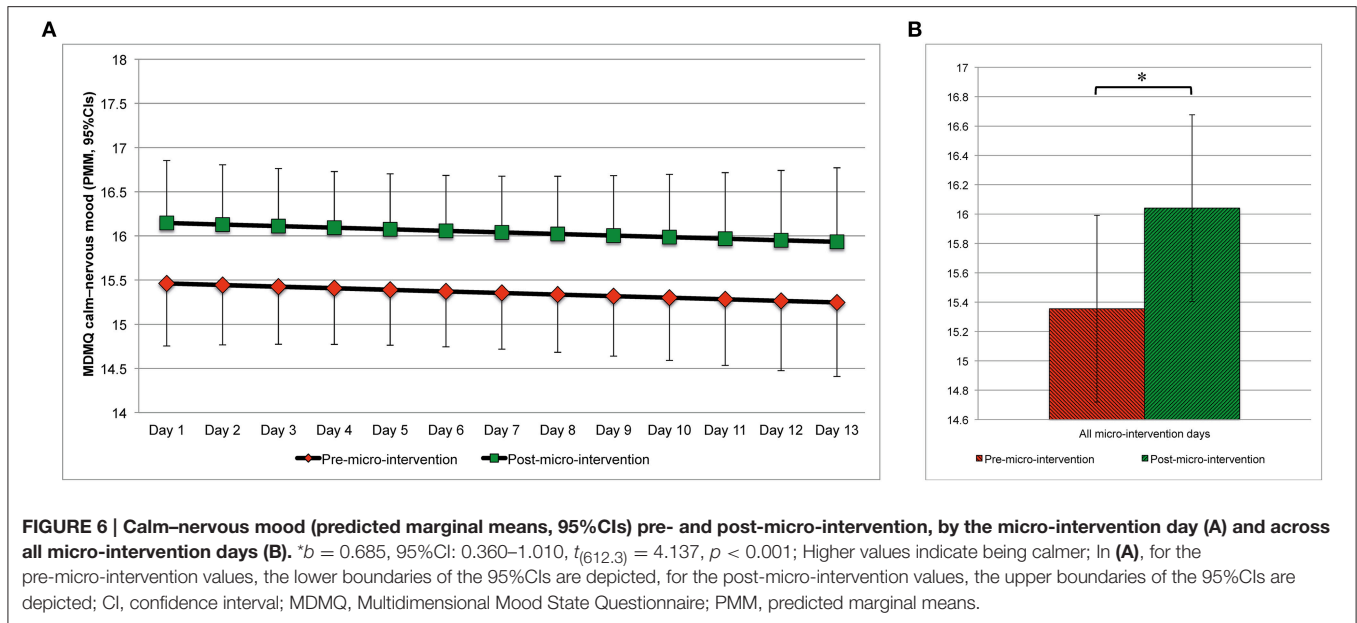 A
MDMQ calm–nervous mood (PMM, 95%CIs)
18
17.5
17
16.5
16
15.5
15
14.5
14
Day 1 Day 2 Day 3 Day 4 Day 5 Day 6 Day 7 Day 8 Day 9 Day 10 Day 11 Day 12 Day 13
Pre-micro-intervention Post-micro-intervention
B
17
16.8
16.6
16.4
16.2
16
15.8
15.6
15.4
15.2
15
14.8
14.6
*
All micro-intervention days
Pre-micro-intervention Post-micro-intervention
FIGURE 6 | Calm–nervous mood (predicted marginal means, 95%CIs) pre- and post-micro-intervention, by the micro-intervention day (A) and across
all micro-intervention days (B). *b = 0.685, 95%CI: 0.360–1.010, t(612.3) = 4.137, p < 0.001; Higher values indicate being calmer; In (A), for the
pre-micro-intervention values, the lower boundaries of the 95%CIs are depicted, for the post-micro-intervention values, the upper boundaries of the 95%CIs are
depicted; CI, confidence interval; MDMQ, Multidimensional Mood State Questionnaire; PMM, predicted marginal means.